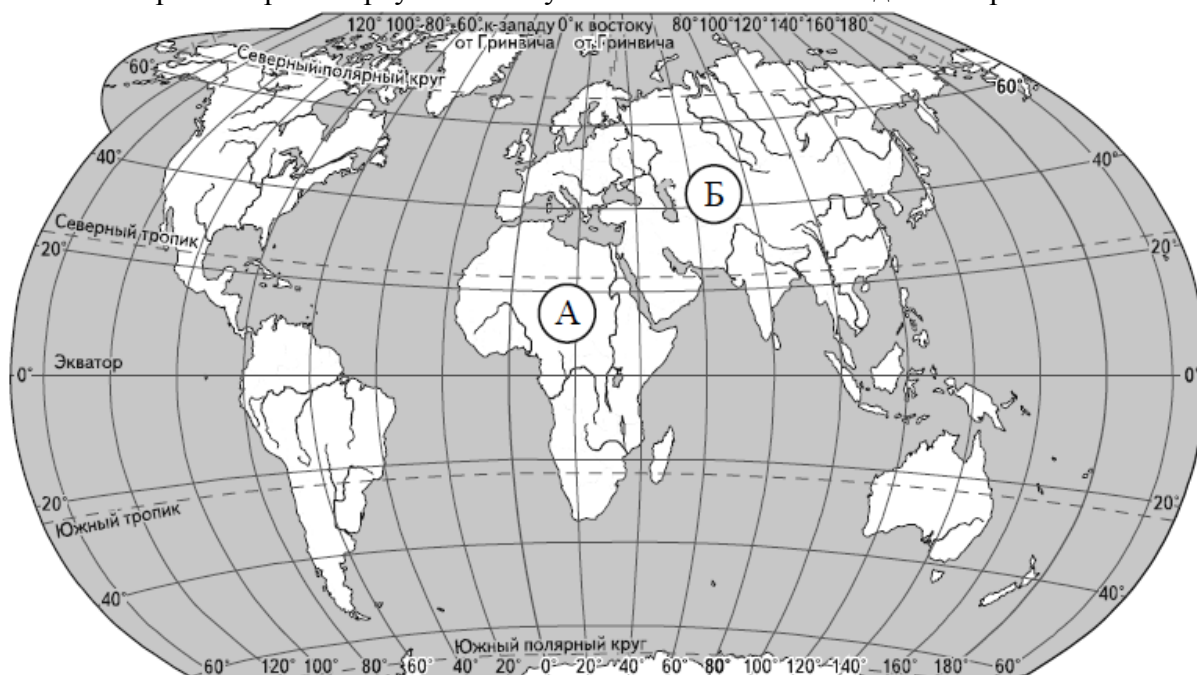 120° 100° 80° 60° к западу 0° к востоку 80° 100° 120° 140° 160° 180°
от Гринвича от Гринвича
Северный полярный круг
60° 60°
40° 40°
Северный тропик
20° 20°
Б
А
Экватор
0° 0°
20° 20°
Южный тропик
40° 40°
Южный полярный круг
60° 120° 100° 80° 60° 40 20° 0° 20° 40° 60° 80° 100° 120° 140° 160° 180° 60°